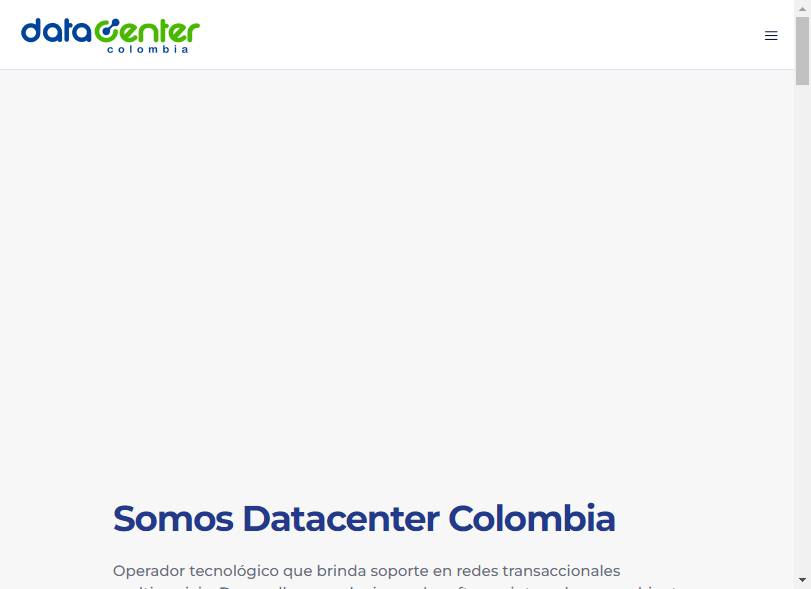 datacenter
colombia
Somos Datacenter Colombia
Operador tecnológico que brinda soporte en redes transaccionales